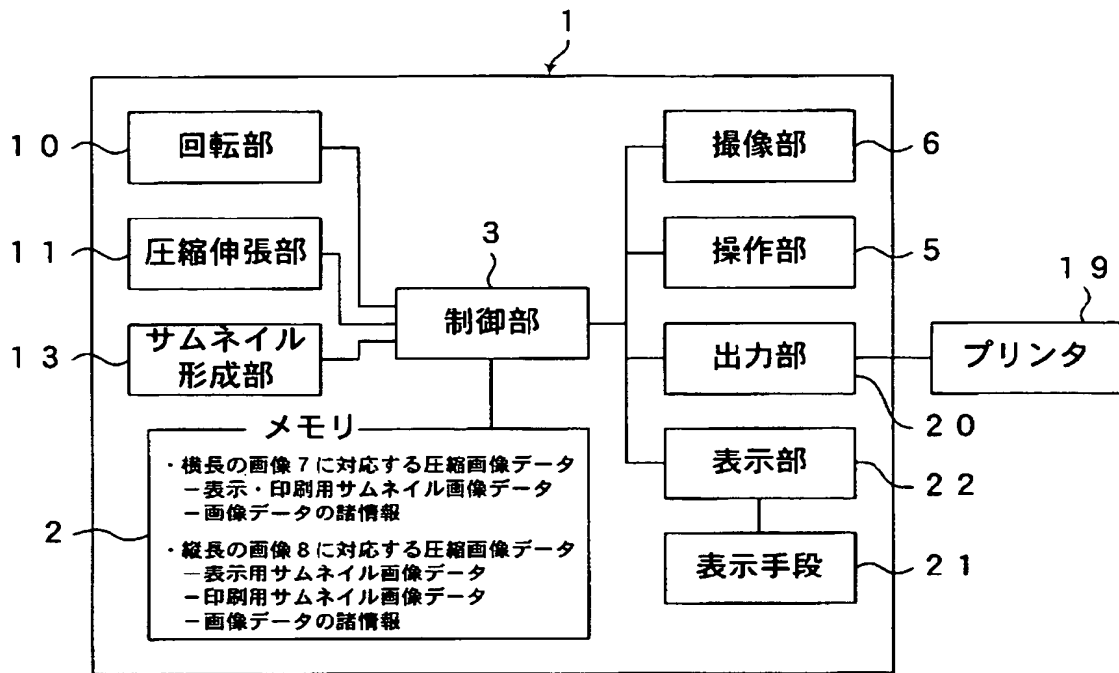 1
10
回転部
撮像部
6
11
圧縮伸張部
3
操作部
5
制御部
19
13
サムネイル
形成部
出力部
プリンタ
20
メモリ
・横長の画像7に対応する圧縮画像データ
－表示・印刷用サムネイル画像データ
－画像データの諸情報
2
・縦長の画像8に対応する圧縮画像データ
－表示用サムネイル画像データ
－印刷用サムネイル画像データ
－画像データの諸情報
表示部
22
表示手段
21